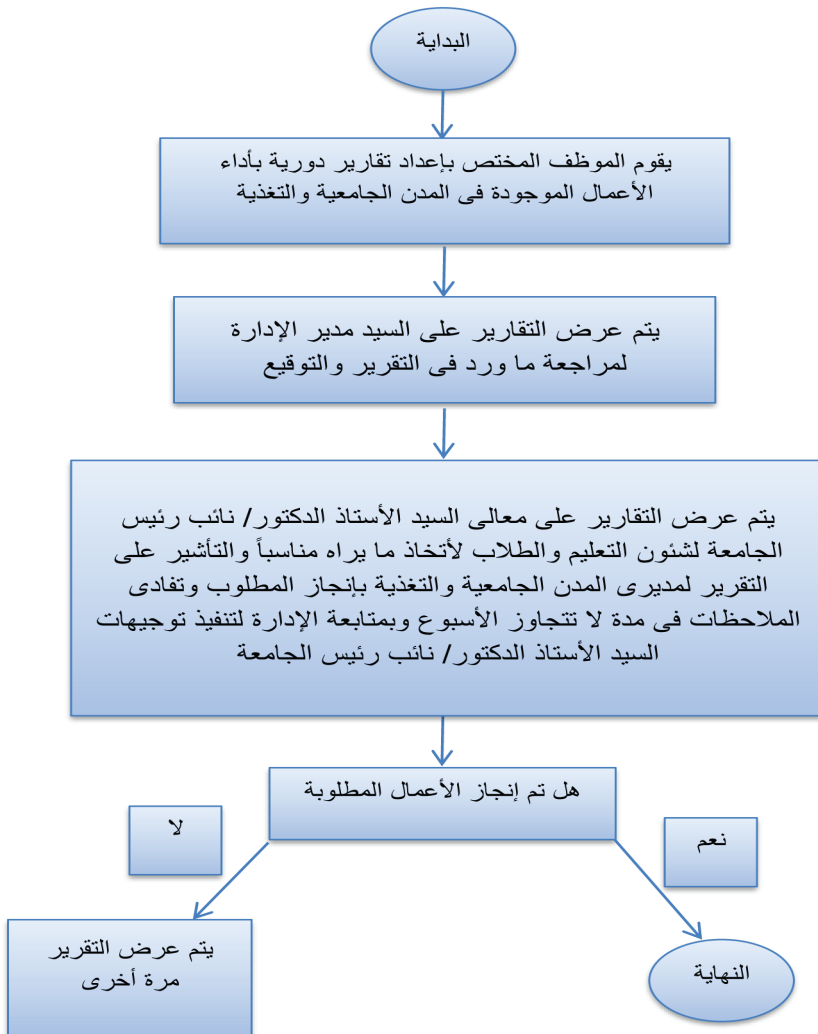 البداية
يقوم الموظف المختص بإعداد تقارير دورية بأداء
الأعمال الموجودة فى المدن الجامعية والتغذية
يتم عرض التقارير على السيد مدير الإدارة
لمراجعة ما ورد فى التقرير والتوقيع
يتم عرض التقارير على معالى السيد الأستاذ الدكتور/ نائب رئيس
الجامعة لشئون التعليم والطلاب لأتخاذ ما يراه مناسباً والتأشير على
التقرير لمديرى المدن الجامعية والتغذية بإنجاز المطلوب وتفادى
الملاحظات فى مدة لا تتجاوز الأسبوع وبمتابعة الإدارة لتنفيذ توجيهات
السيد الأستاذ الدكتور/ نائب رئيس الجامعة
هل تم إنجاز الأعمال المطلوبة
نعم
لا
النهاية
يتم عرض التقرير
مرة أخرى